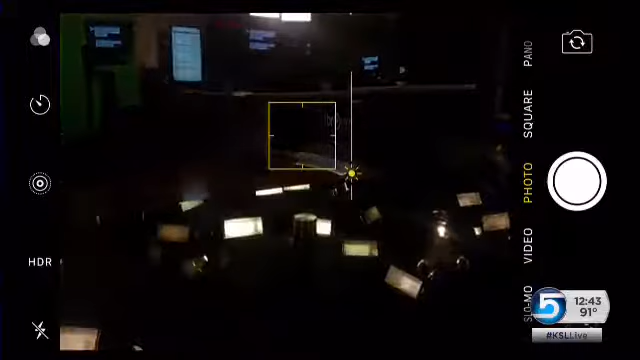 PANO
SQUARE
PHOTO
VIDEO
SLO-MO
HDR
5
12:43
91°
#KSLLive